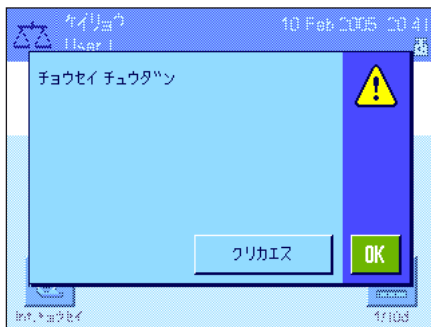 ケイリョウ 10 Feb 2005 20:41
User 1
チョウセイ チュウダン
クリカエス
OK
Int.チョウセイ
1/10d